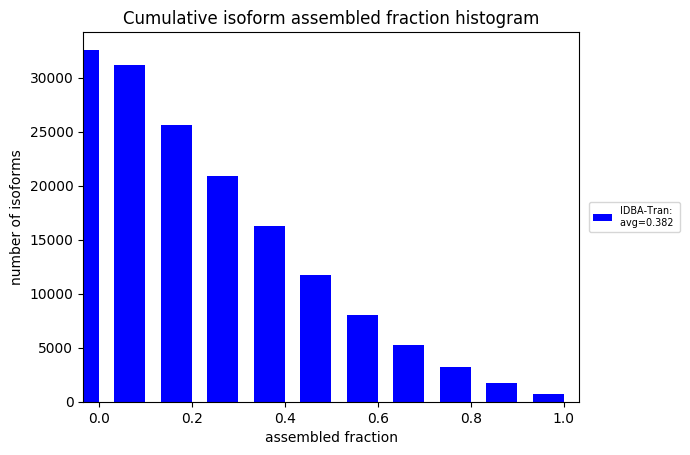 Cumulative isoform assembled fraction histogram
number of isoforms
30000
25000
20000
15000
10000
5000
0
0.0 0.2 0.4 0.6 0.8 1.0
assembled fraction
IDBA-Tran:
avg=0.382